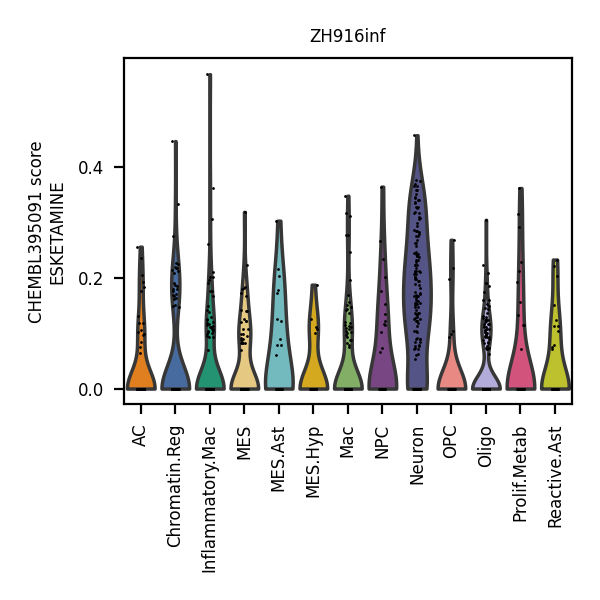 ZH916inf
CHEMBL395091 score
ESKETAMINE
0.4
0.2
0.0
AC
Chromatin.Reg
Inflammatory.Mac
MES
MES.Ast
MES.Hyp
Mac
NPC
Neuron
OPC
Oligo
Prolif.Metab
Reactive.Ast